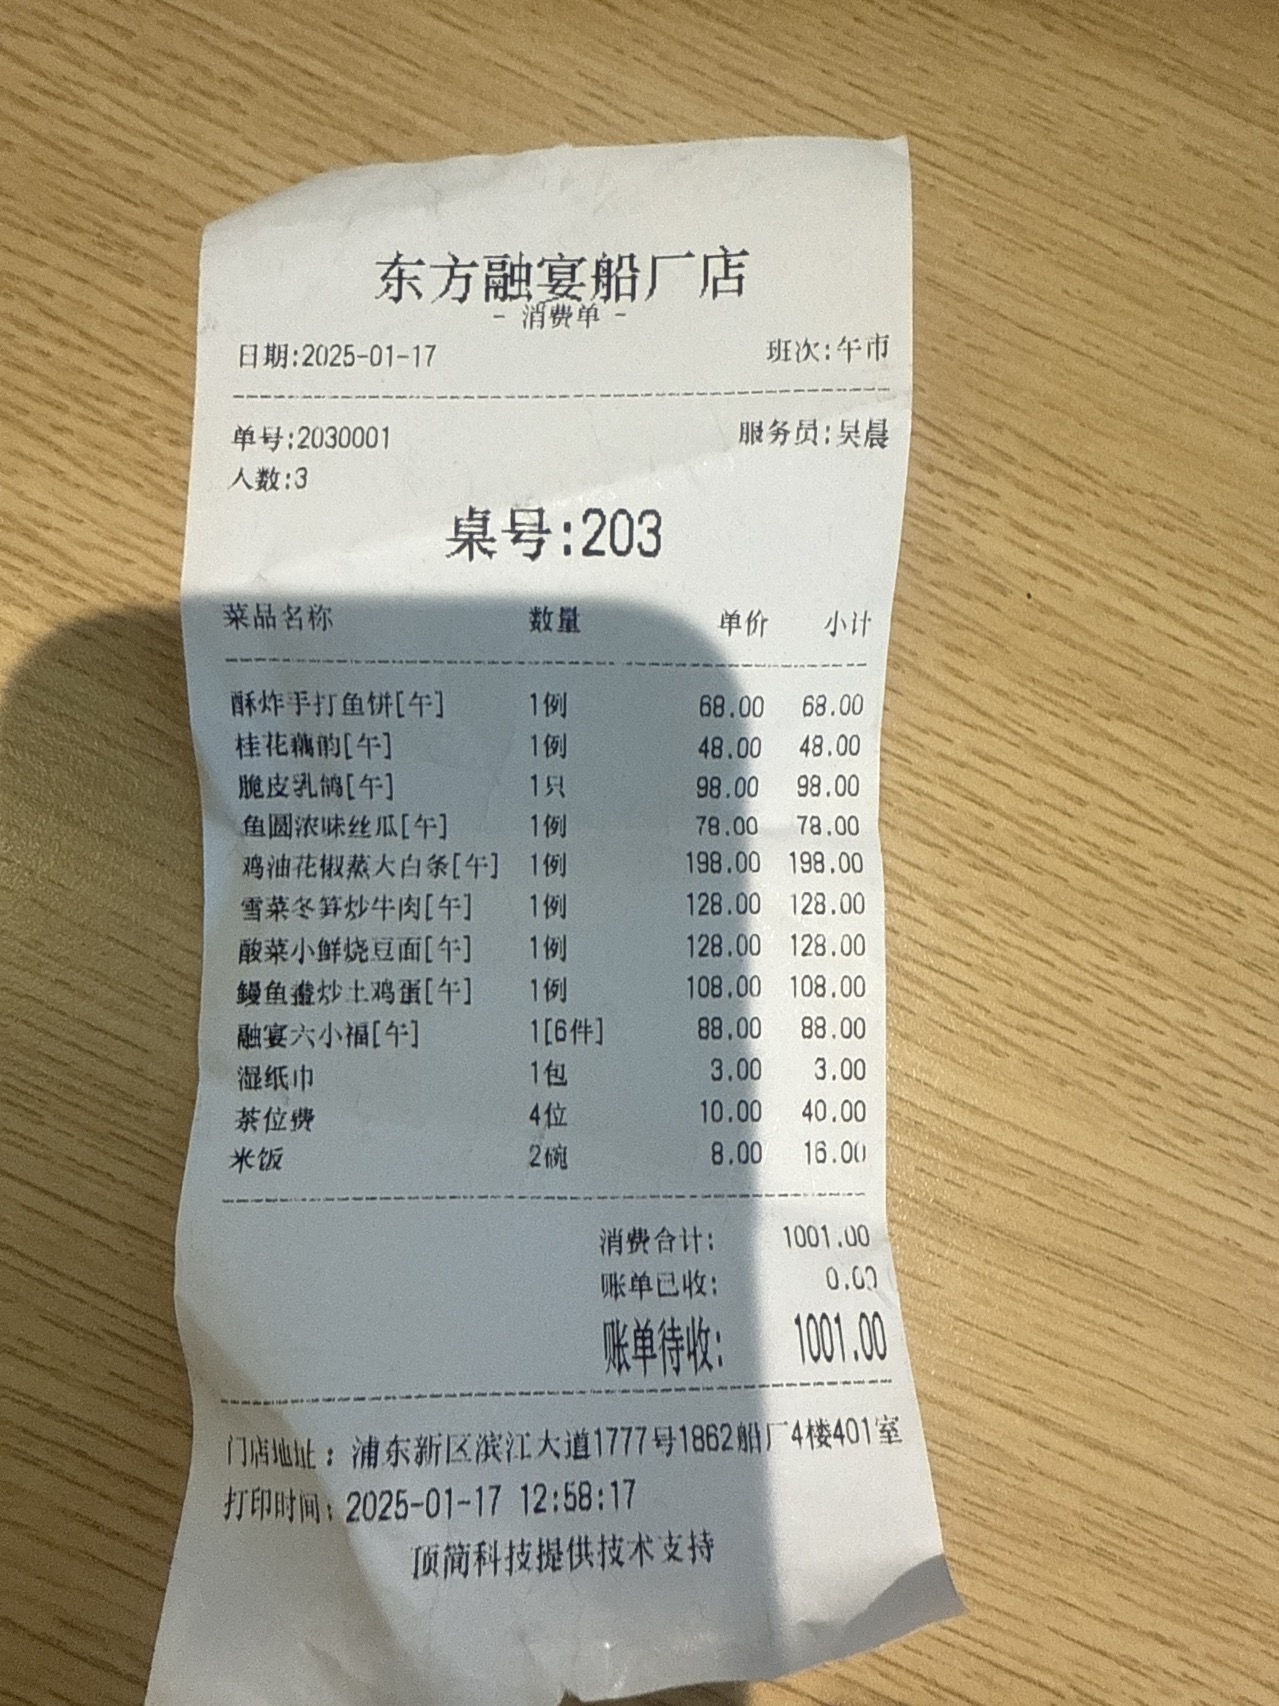 东方融宴船厂店
- 消费单 -
日期:2025-01-17 班次:午市
单号:2030001 服务员:吴晨
人数:3
桌号:203
菜品名称 数量 单价 小计
酥炸手打鱼饼[午] 1例 68.00 68.00
桂花藕韵[午] 1例 48.00 48.00
脆皮乳鸽[午] 1只 98.00 98.00
鱼圆浓味丝瓜[午] 1例 78.00 78.00
鸡油花椒蒸大白条[午] 1例 198.00 198.00
雪菜冬笋炒牛肉[午] 1例 128.00 128.00
酸菜小鲜烧豆面[午] 1例 128.00 128.00
鳗鱼鲞炒土鸡蛋[午] 1例 108.00 108.00
融宴六小福[午] 1[6件] 88.00 88.00
湿纸巾 1包 3.00 3.00
茶位费 4位 10.00 40.00
米饭 2碗 8.00 16.00
消费合计: 1001.00
账单已收: 0.00
账单待收: 1001.00
门店地址: 浦东新区滨江大道1777号1862船厂4楼401室
打印时间: 2025-01-17 12:58:17
顶简科技提供技术支持